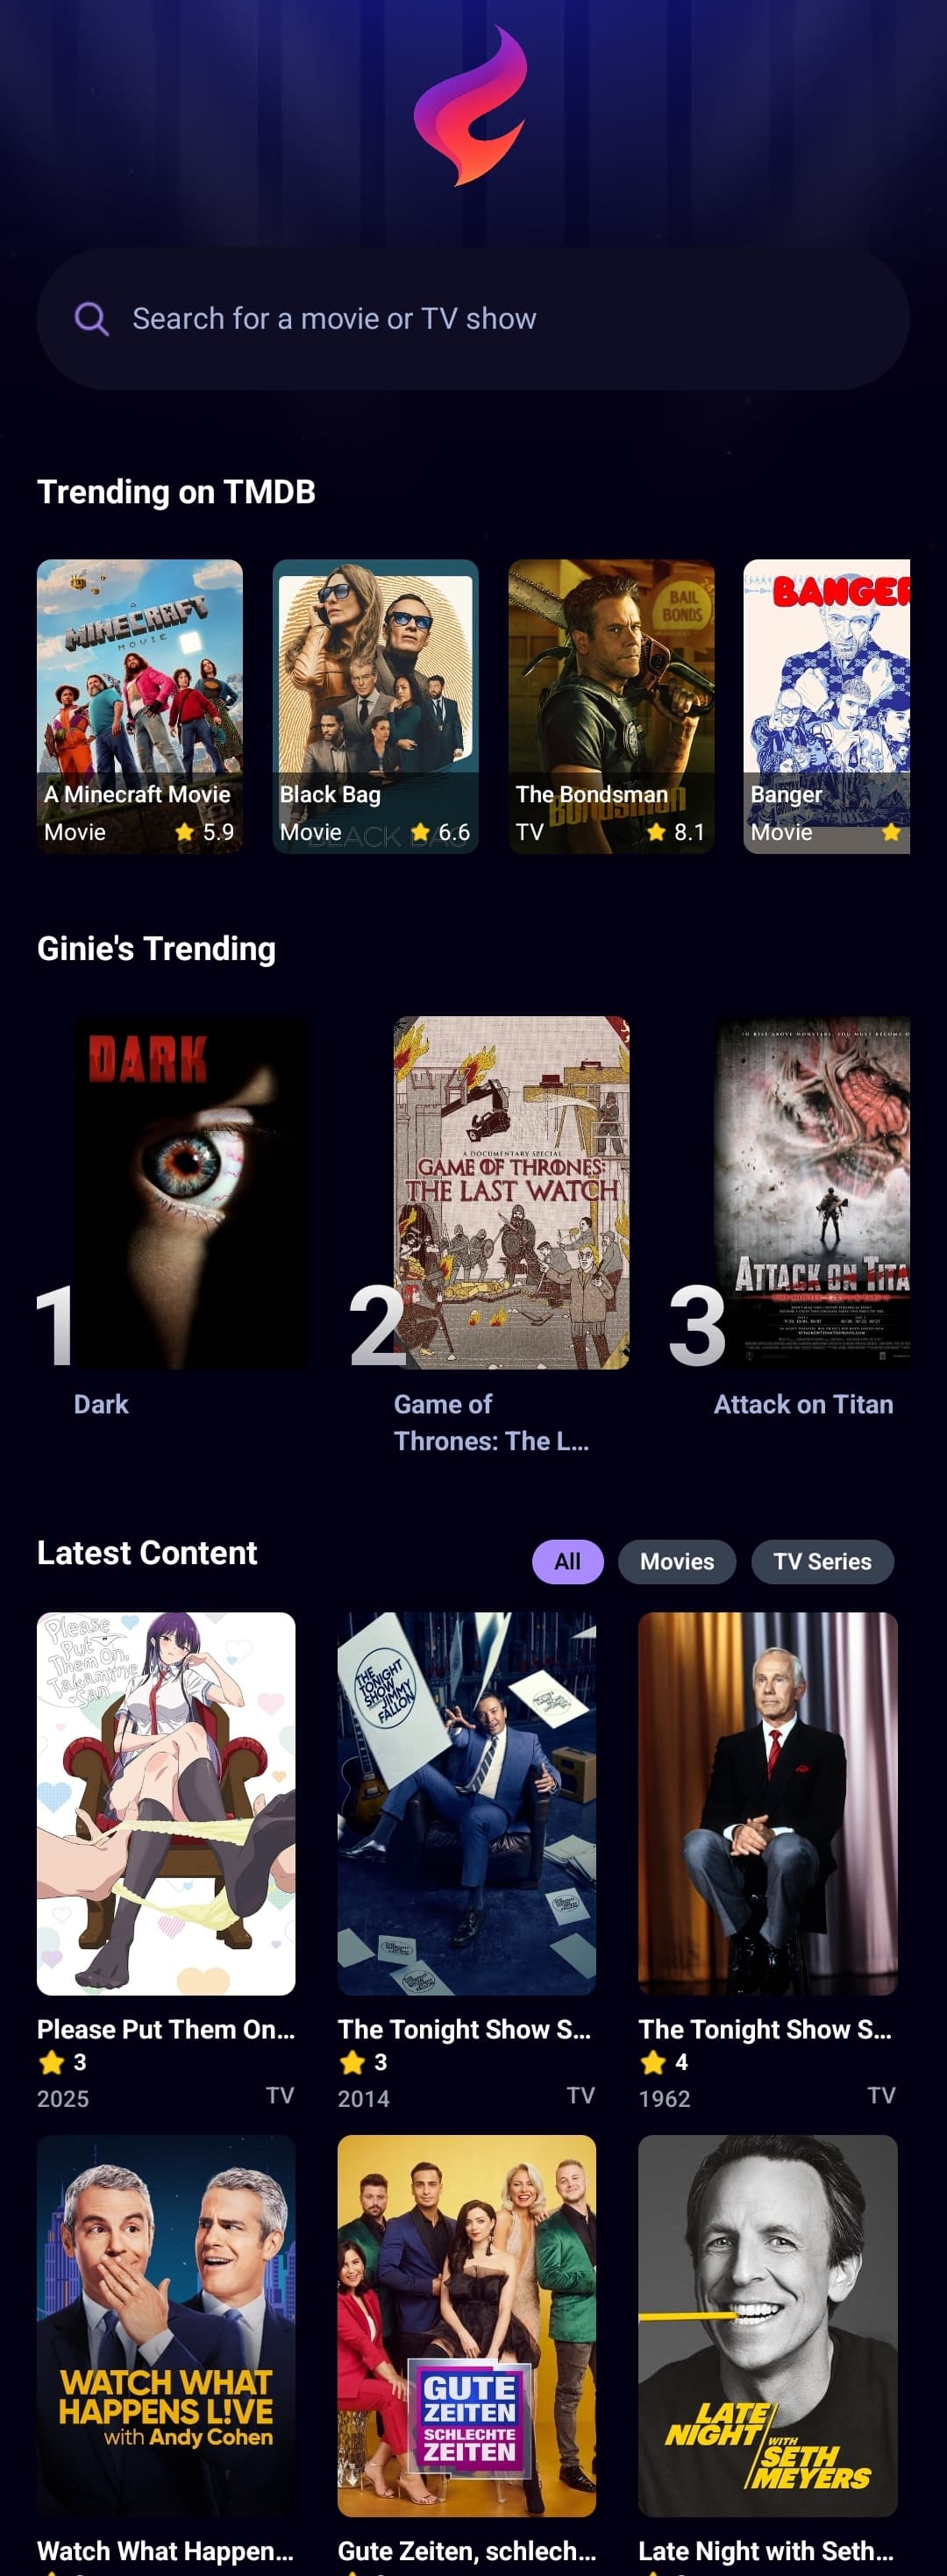 Search for a movie or TV show
Trending on TMDB
A
MINECRAFT
MOVIE
A Minecraft Movie
Movie
5.9
BLACK BAG
Black Bag
Movie
6.6
BAIL
BONDS
Bondsman
The Bondsman
TV
8.1
BANGER
Banger
Movie
Ginie's Trending
DARK
1
Dark
A DOCUMENTARY SPECIAL
GAME OF THRONES:
THE LAST WATCH
2
Game of
Thrones: The L...
ATTACK ON TITA
3
Attack on Titan
Latest Content
All
Movies
TV Series
Please
Put
Them On,
Takamine
-San
Please Put Them On...
3
2025
TV
THE
TONIGHT
SHOW
JIMMY
FALLON
The Tonight Show S...
3
2014
TV
The Tonight Show S...
4
1962
TV
WATCH WHAT
HAPPENS L!VE
with Andy Cohen
Watch What Happen...
GUTE
ZEITEN
SCHLECHTE
ZEITEN
Gute Zeiten, schlech...
LATE
NIGHT
WITH
SETH
MEYERS
Late Night with Seth...